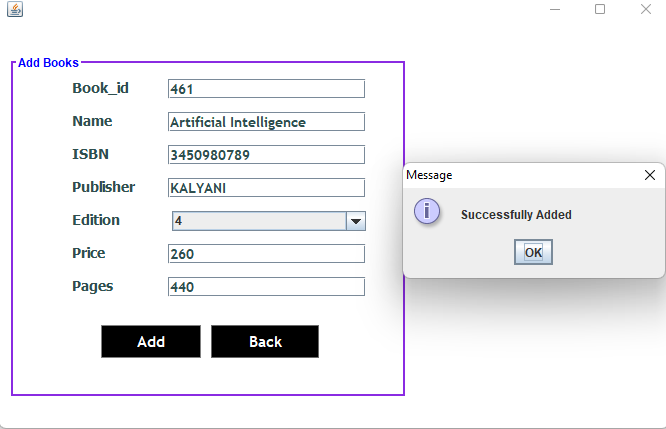 Add Books
Book_id 461
Name Artificial Intelligence
ISBN 3450980789
Publisher KALYANI
Edition 4
Price 260
Pages 440
Add Back
Message
i
Successfully Added
OK